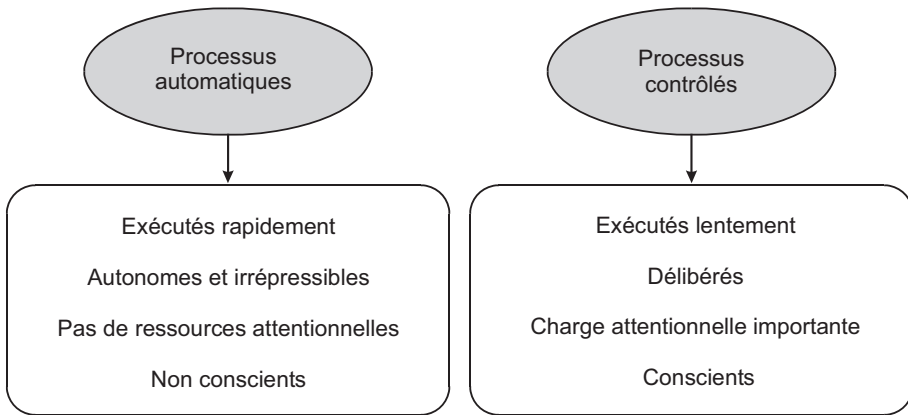 Processus
automatiques
Exécutés rapidement
Autonomes et irrépressibles
Pas de ressources attentionnelles
Non conscients
Processus
contrôlés
Exécutés lentement
Délibérés
Charge attentionnelle importante
Conscients